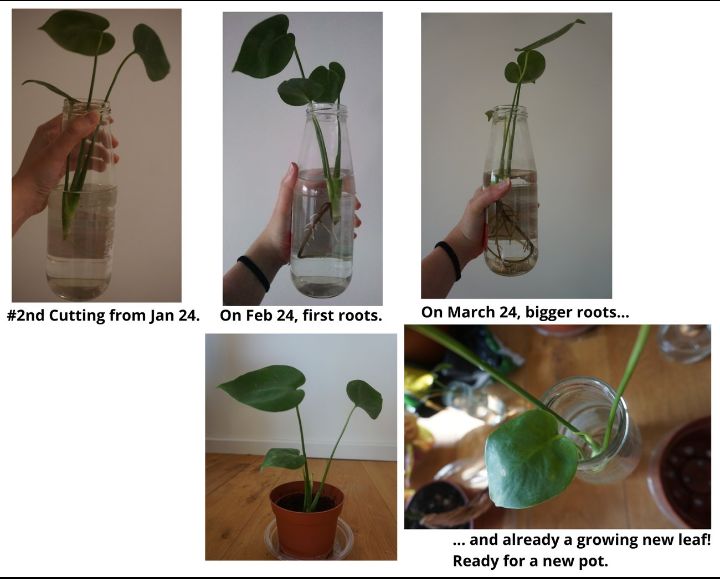 #2nd Cutting from Jan 24.
On Feb 24, first roots.
On March 24, bigger roots...
... and already a growing new leaf!
Ready for a new pot.